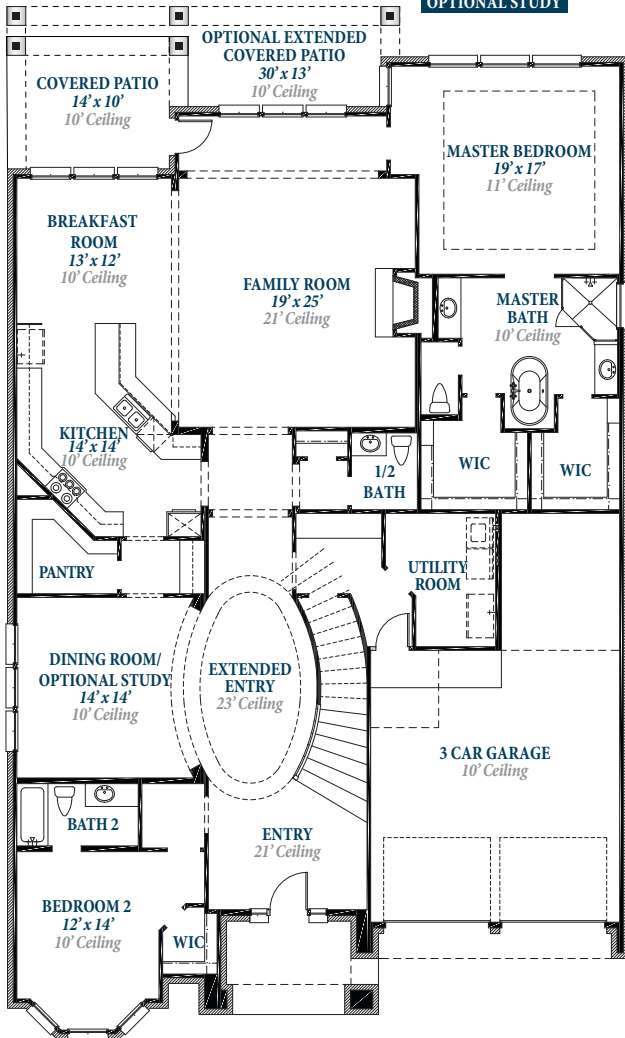 OPTIONAL STUDY
OPTIONAL EXTENDED
COVERED PATIO
30' x 13'
10' Ceiling
COVERED PATIO
14' x 10'
10' Ceiling
MASTER BEDROOM
19' x 17'
11' Ceiling
BREAKFAST
ROOM
13' x 12'
10' Ceiling
FAMILY ROOM
19' x 25'
21' Ceiling
MASTER
BATH
10' Ceiling
KITCHEN
14' x 14'
10' Ceiling
1/2
BATH
WIC
WIC
PANTRY
UTILITY
ROOM
DINING ROOM/
OPTIONAL STUDY
14' x 14'
10' Ceiling
EXTENDED
ENTRY
23' Ceiling
3 CAR GARAGE
10' Ceiling
BATH 2
ENTRY
21' Ceiling
BEDROOM 2
12' x 14'
10' Ceiling
WIC